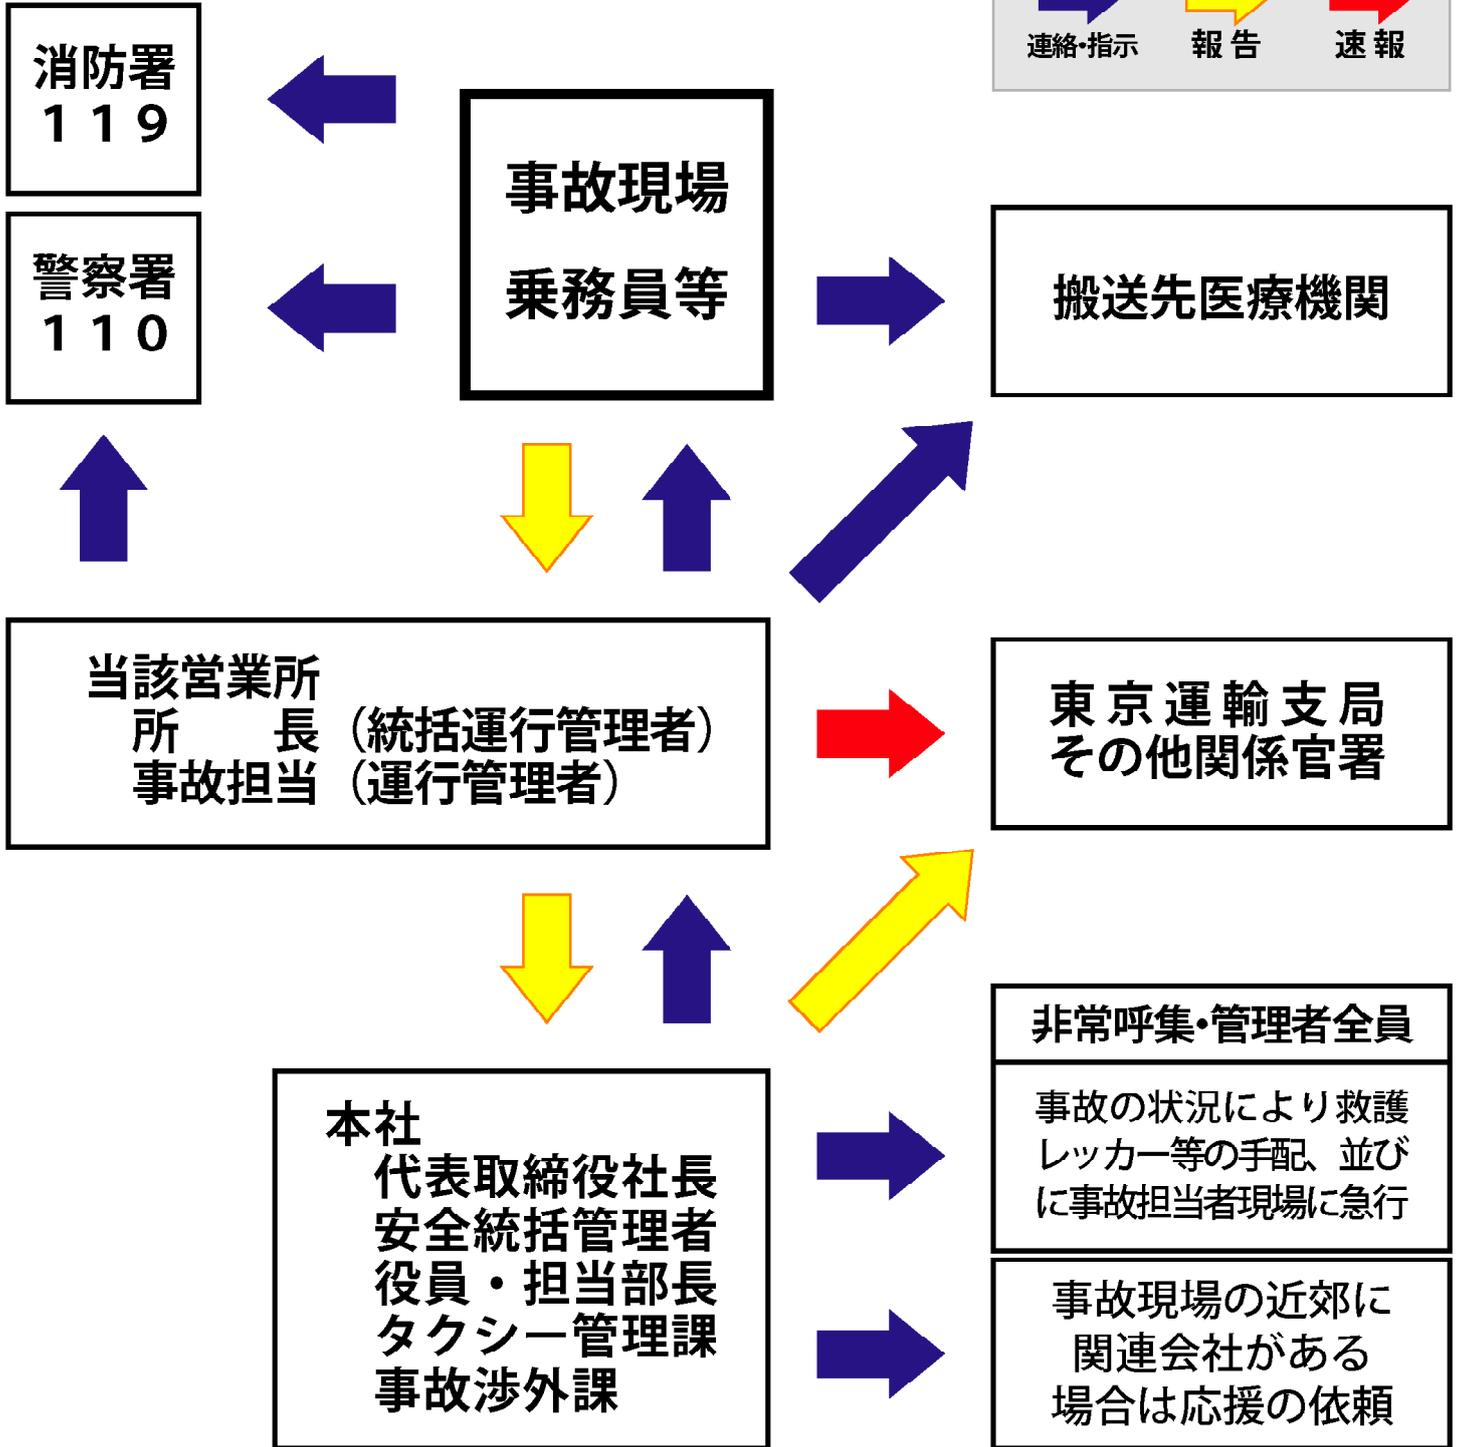 連絡・指示 報告 速報
消防署
１１９
警察署
１１０
事故現場
乗務員等
搬送先医療機関
当該営業所
所　　長（統括運行管理者）
事故担当（運行管理者）
東京運輸支局
その他関係官署
本社
代表取締役社長
安全統括管理者
役員・担当部長
タクシー管理課
事故渉外課
非常呼集・管理者全員
事故の状況により救護
レッカー等の手配、並び
に事故担当者現場に急行
事故現場の近郊に
関連会社がある
場合は応援の依頼